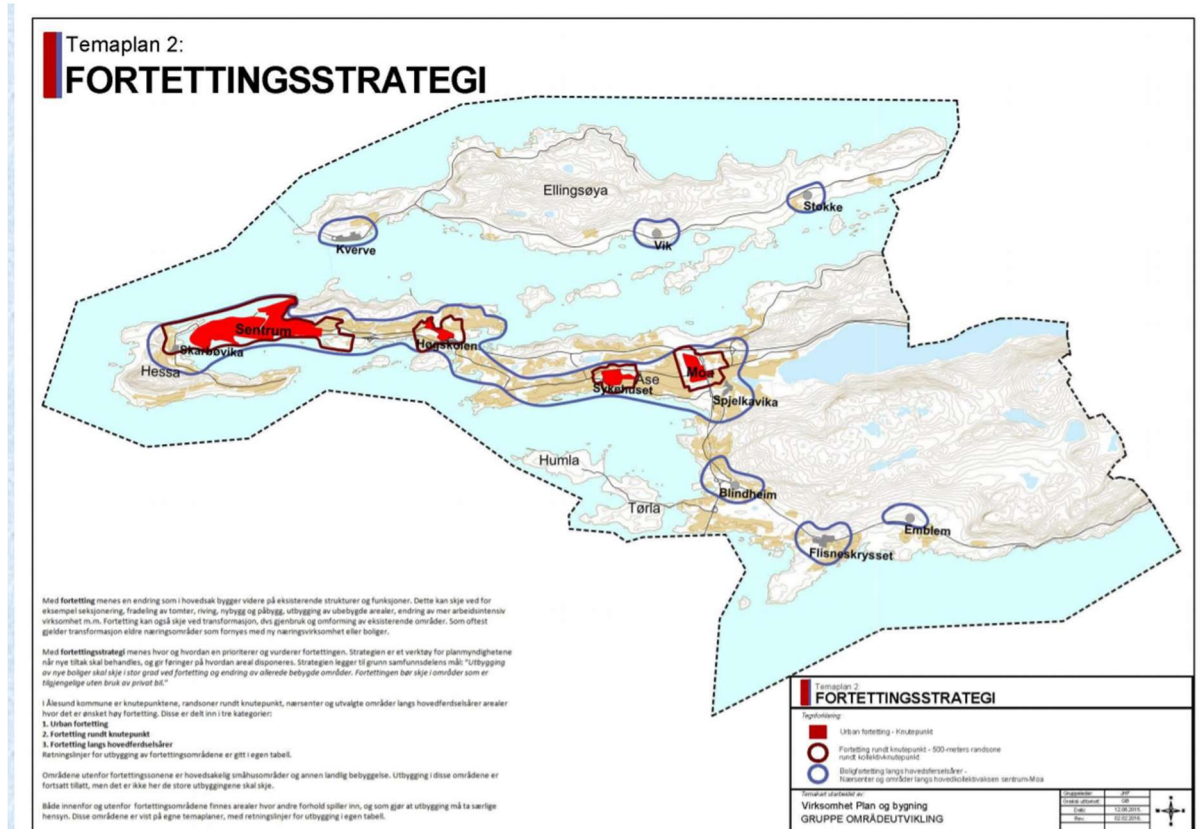 Temaplan 2:
FORTETTINGSSTRATEGI
Ellingsøya
Stokke
Vik
Kverve
Sentrum
Skarbøvika
Høgskolen
Hessa
Sykehuset
Åse
Moa
Spjelkavika
Humla
Blindheim
Tørla
Emblem
Flisneskrysset
Med fortetting menes en endring som i hovedsak bygger videre på eksisterende strukturer og funksjoner. Dette kan skje ved for
eksempel seksjonering, fradeling av tomter, riving, nybygg og påbygg, utbygging av ubebygde arealer, endring av mer arbeidsintensiv
virksomhet m.m. Fortetting kan også skje ved transformasjon, dvs gjenbruk og omforming av eksisterende områder. Som oftest
gjelder transformasjon eldre næringsområder som fornyes med ny næringsvirksomhet eller boliger.
Med fortettingsstrategi menes hvor og hvordan en prioriterer og vurderer fortettingen. Strategien er et verktøy for planmyndighetene
når nye tiltak skal behandles, og gir føringer på hvordan areal disponeres. Strategien legger til grunn samfunnsdelens mål: "Utbygging
av nye boliger skal skje i stor grad ved fortetting og endring av allerede bebygde områder. Fortettingen bør skje i områder som er
tilgjengelige uten bruk av privat bil."
I Ålesund kommune er knutepunktene, randsoner rundt knutepunkt, nærsenter og utvalgte områder langs hovedferdselsårer arealer
hvor det er ønsket høy fortetting. Disse er delt inn i tre kategorier:
1. Urban fortetting
2. Fortetting rundt knutepunkt
3. Fortetting langs hovedferdselsårer
Retningslinjer for utbygging av fortettingsområdene er gitt i egen tabell.
Områdene utenfor fortettingssonene er hovedsakelig småhusområder og annen landlig bebyggelse. Utbygging i disse områdene er
fortsatt tillatt, men det er ikke her de store utbyggingene skal skje.
Både innenfor og utenfor fortettingsområdene finnes arealer hvor andre forhold spiller inn, og som gjør at utbygging må ta særlige
hensyn. Disse områdene er vist på egne temaplaner, med retningslinjer for utbygging i egen tabell.
Temaplan 2
FORTETTINGSSTRATEGI
Tegnforklaring:
Urban fortetting - Knutepunkt
Fortetting rundt knutepunkt - 500-meters randsone
rundt kollektivknutepunkt
Boligfortetting langs hovedsferselsårer -
Nærsenter og områder langs hovedkollektivaksen sentrum-Moa
Temakart utarbeidet av:
Virksomhet Plan og bygning
GRUPPE OMRÅDEUTVIKLING
Gruppeleder:
Dato:
12.06.2015.
Rev.:
02.02.2016.